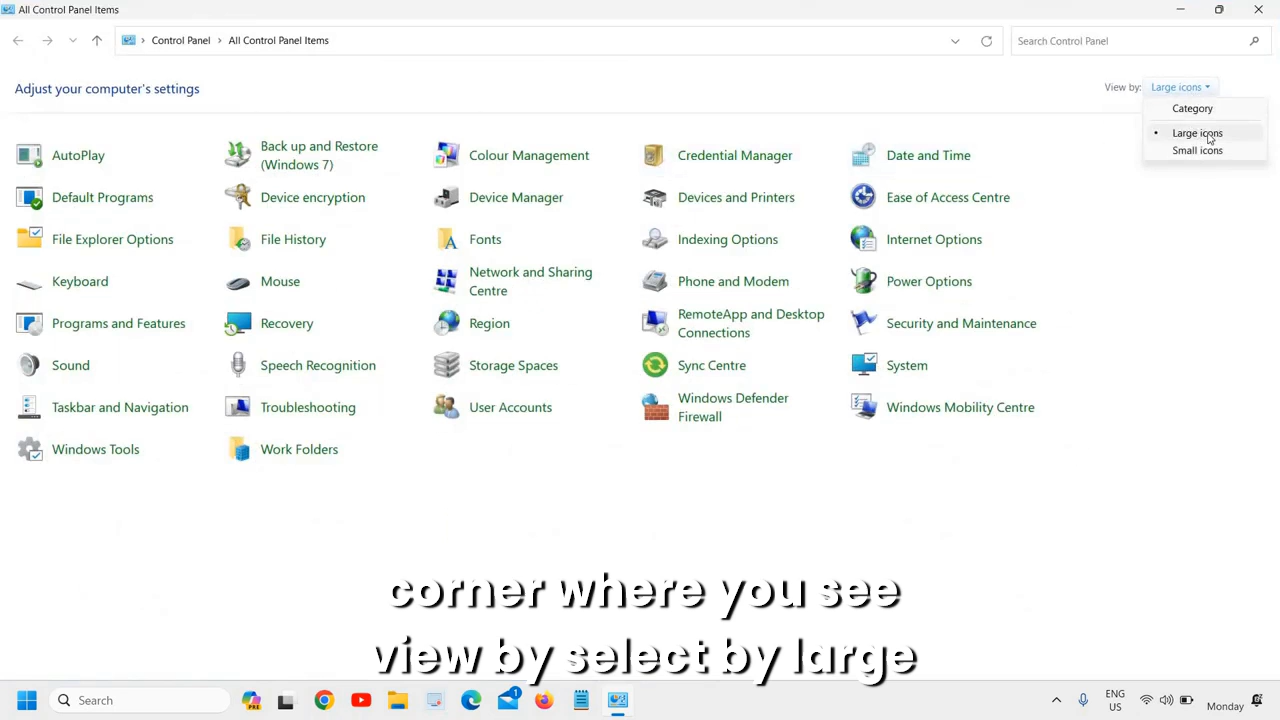 All Control Panel Items
Control Panel > All Control Panel Items
Search Control Panel
Adjust your computer's settings
View by: Large icons
Category
Large icons
Small icons
AutoPlay
Back up and Restore
(Windows 7)
Colour Management
Credential Manager
Date and Time
Default Programs
Device encryption
Device Manager
Devices and Printers
Ease of Access Centre
File Explorer Options
File History
Fonts
Indexing Options
Internet Options
Keyboard
Mouse
Network and Sharing
Centre
Phone and Modem
Power Options
Programs and Features
Recovery
Region
RemoteApp and Desktop
Connections
Security and Maintenance
Sound
Speech Recognition
Storage Spaces
Sync Centre
System
Taskbar and Navigation
Troubleshooting
User Accounts
Windows Defender
Firewall
Windows Mobility Centre
Windows Tools
Work Folders
corner where you see
view by select by large
Search
PRE
1
ENG
US
Monday